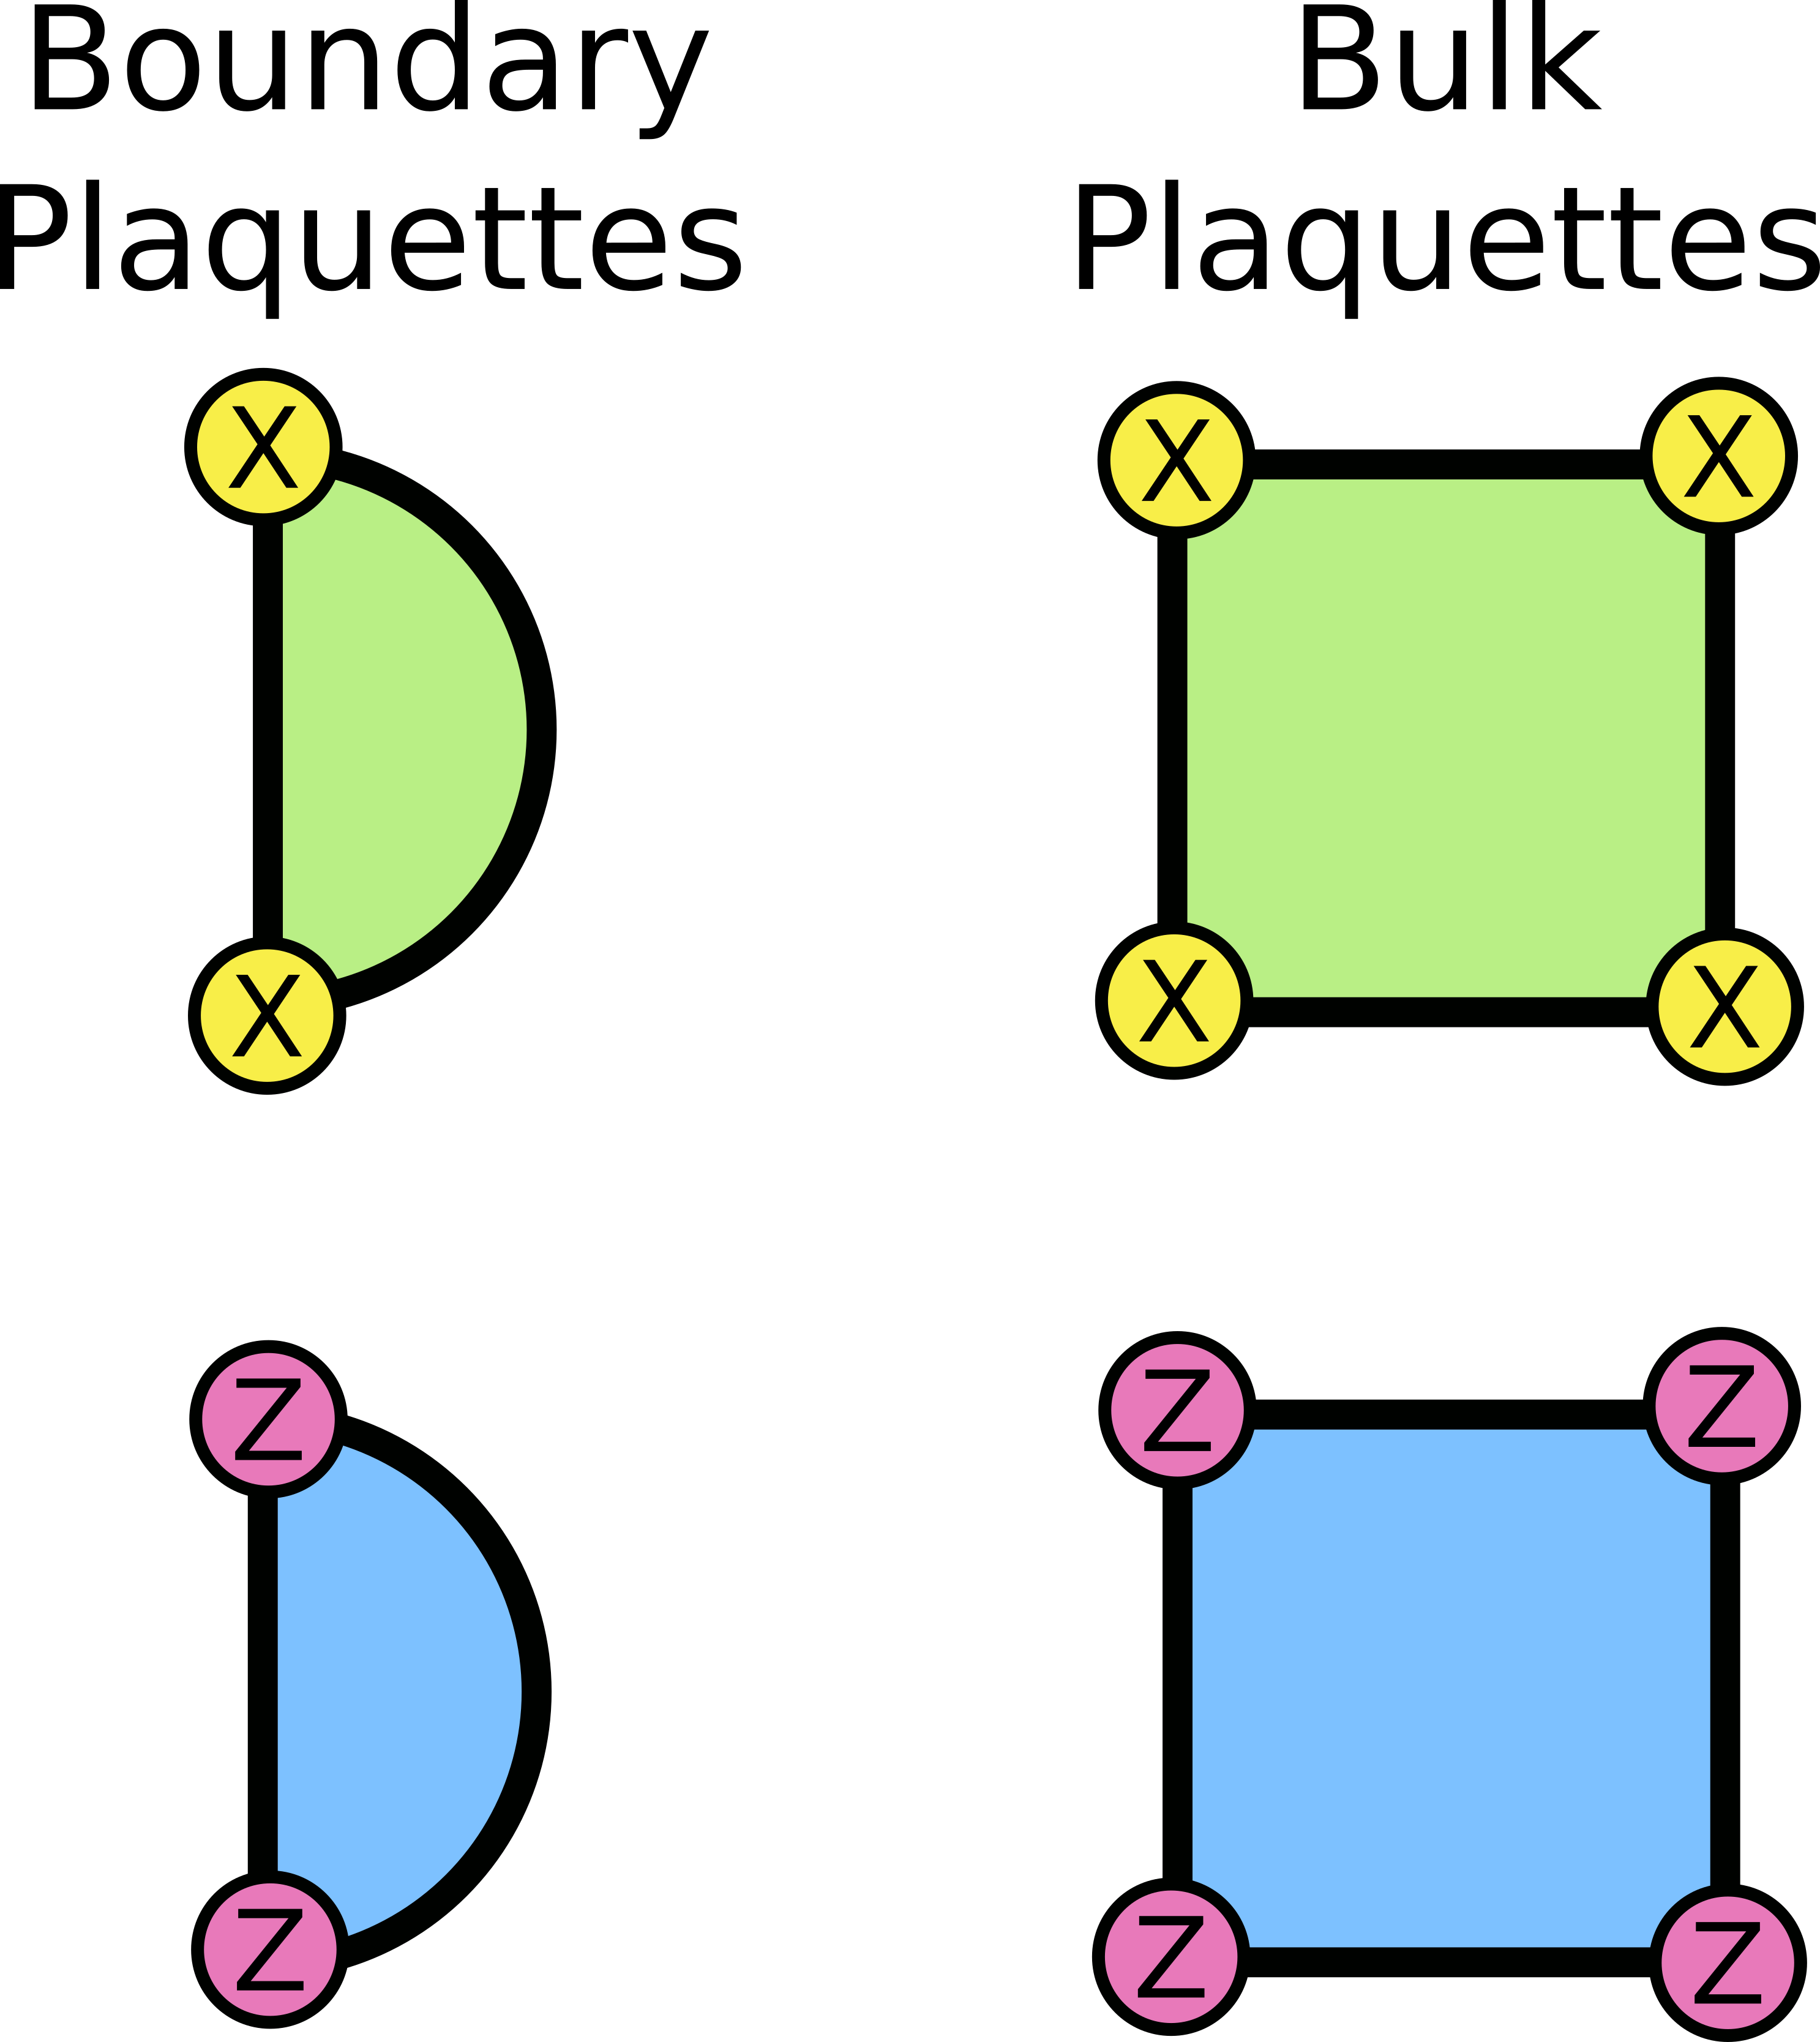 Boundary
Plaquettes
Bulk
Plaquettes
X
X X
X
X X
Z
Z Z
Z
Z Z